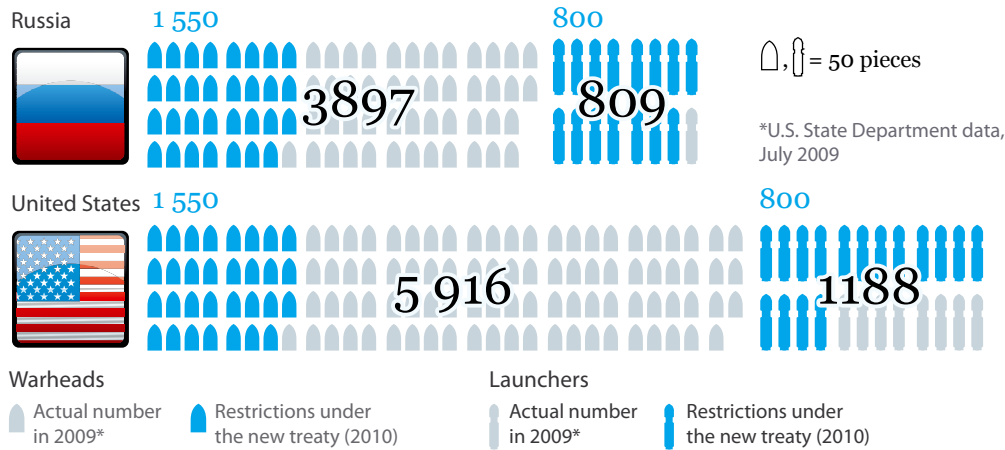 Russia
1 550
800
3897
809
, = 50 pieces
*U.S. State Department data,
July 2009
United States
1 550
800
5 916
1188
Warheads
Actual number
in 2009*
Restrictions under
the new treaty (2010)
Launchers
Actual number
in 2009*
Restrictions under
the new treaty (2010)